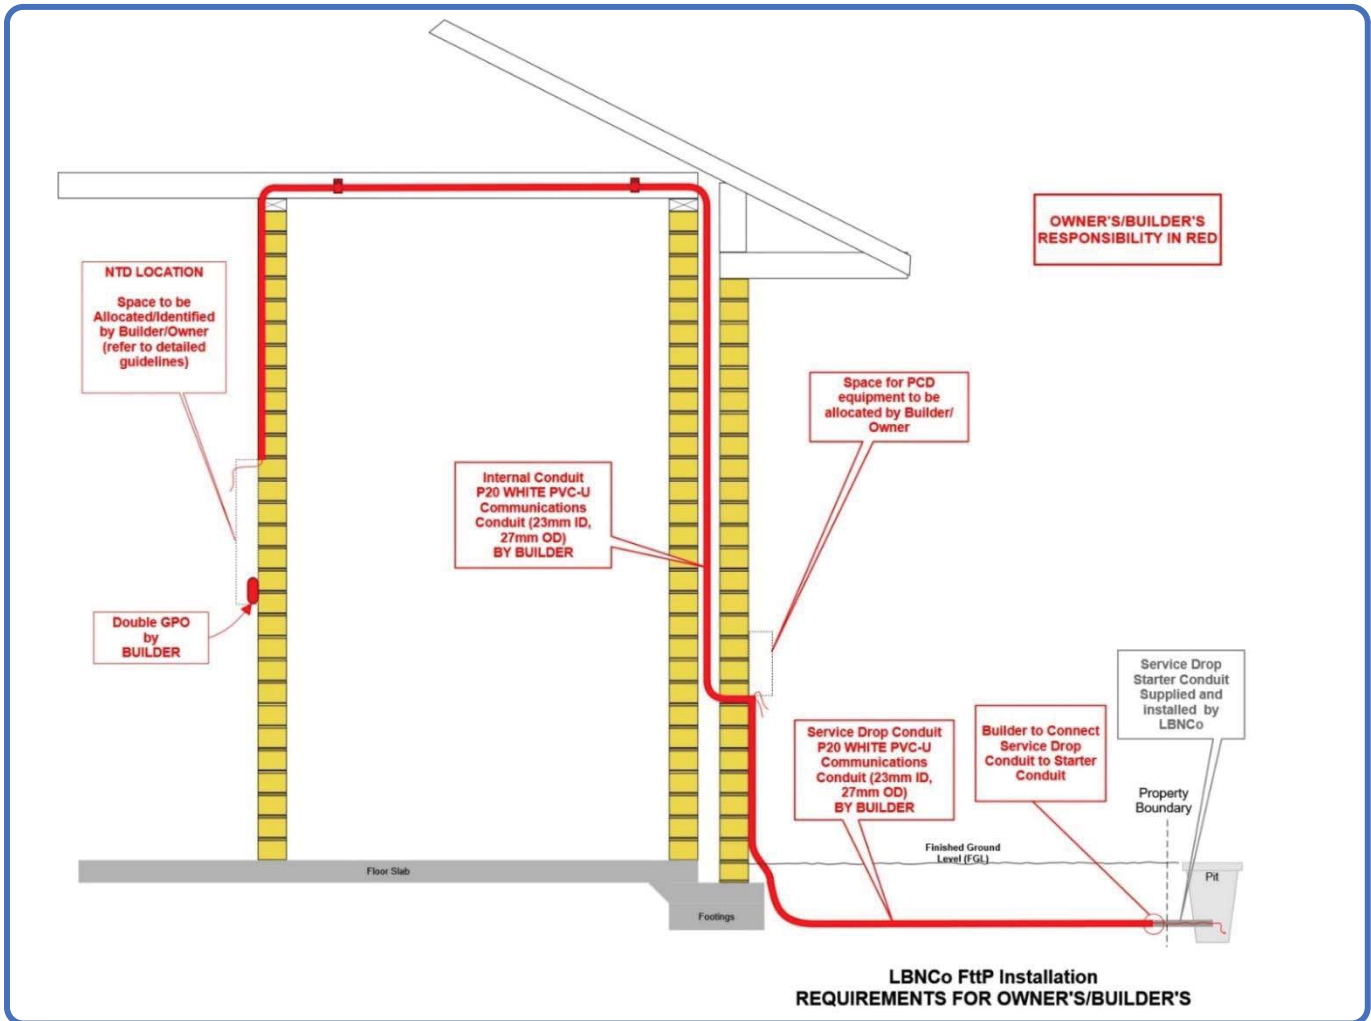 OWNER'S/BUILDER'S
RESPONSIBILITY IN RED
NTD LOCATION
Space to be
Allocated/Identified
by Builder/Owner
(refer to detailed
guidelines)
Space for PCD
equipment to be
allocated by Builder/
Owner
Internal Conduit
P20 WHITE PVC-U
Communications
Conduit (23mm ID,
27mm OD)
BY BUILDER
Double GPO
by
BUILDER
Service Drop
Starter Conduit
Supplied and
installed by
LBNCo
Service Drop Conduit
P20 WHITE PVC-U
Communications
Conduit (23mm ID,
27mm OD)
BY BUILDER
Builder to Connect
Service Drop
Conduit to Starter
Conduit
Property
Boundary
Finished Ground
Level (FGL)
Pit
Floor Slab
Footings
LBNCo FttP Installation
REQUIREMENTS FOR OWNER'S/BUILDER'S